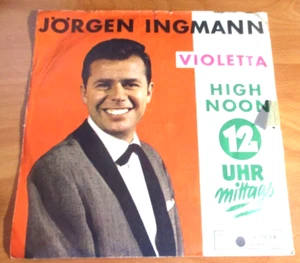 JÖRGEN INGMANN
VIOLETTA
HIGH
NOON
12
UHR
mittags